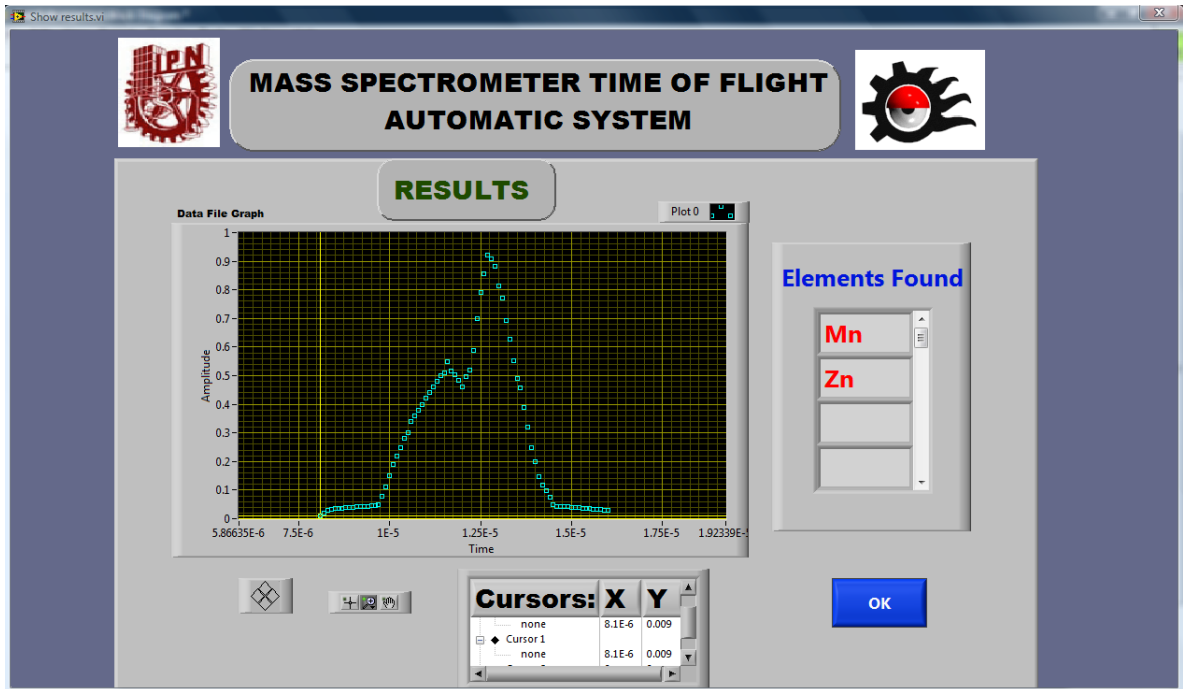 Show results.vi
IPN
MASS SPECTROMETER TIME OF FLIGHT
AUTOMATIC SYSTEM
RESULTS
Data File Graph
Plot 0
1
0.9
0.8
0.7
0.6
0.5
0.4
0.3
0.2
0.1
0
Amplitude
5.86635E-6 7.5E-6 1E-5 1.25E-5 1.5E-5 1.75E-5 1.92339E-
Time
Elements Found
Mn
Zn
Cursors: X Y
none 8.1E-6 0.009
Cursor 1
none 8.1E-6 0.009
OK